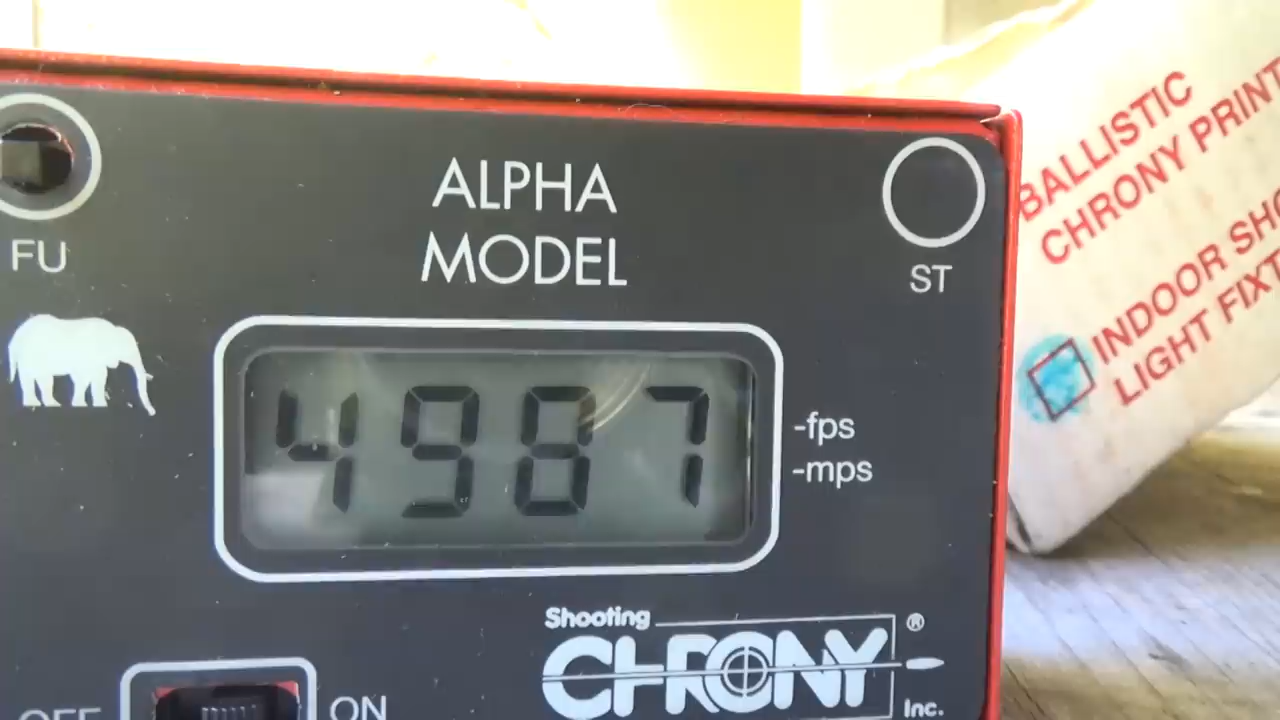 ALPHA
MODEL
FU
ST
4987
-fps
-mps
Shooting
CHRONY®
Inc.
OFF
ON
BALLISTIC
CHRONY PRINT
INDOOR SHO
LIGHT FIXT